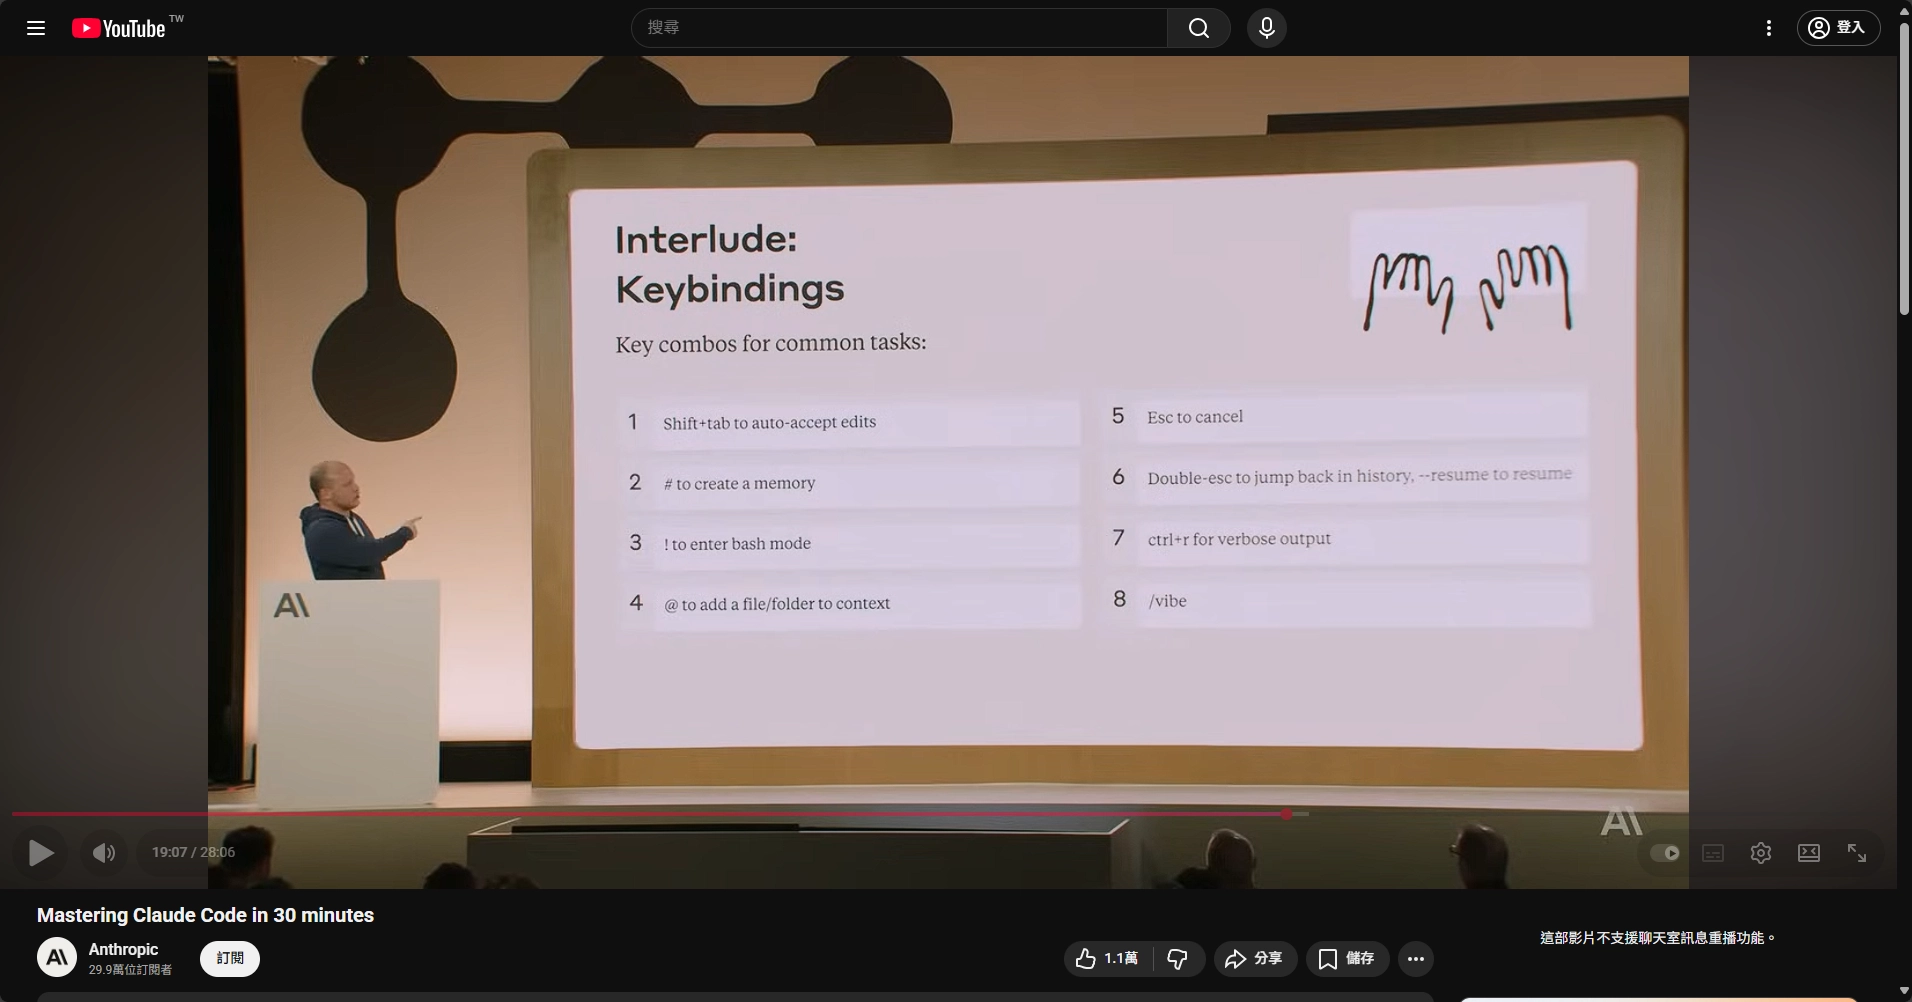 YouTube TW
搜尋
登入
Interlude:
Keybindings
Key combos for common tasks:
1 Shift+tab to auto-accept edits
2 # to create a memory
3 ! to enter bash mode
4 @ to add a file/folder to context
5 Esc to cancel
6 Double-esc to jump back in history, --resume to resume
7 ctrl+r for verbose output
8 /vibe
A\
A\
19:07 / 28:06
Mastering Claude Code in 30 minutes
A\
Anthropic
29.9萬位訂閱者
訂閱
1.1萬
分享
儲存
這部影片不支援聊天室訊息重播功能。